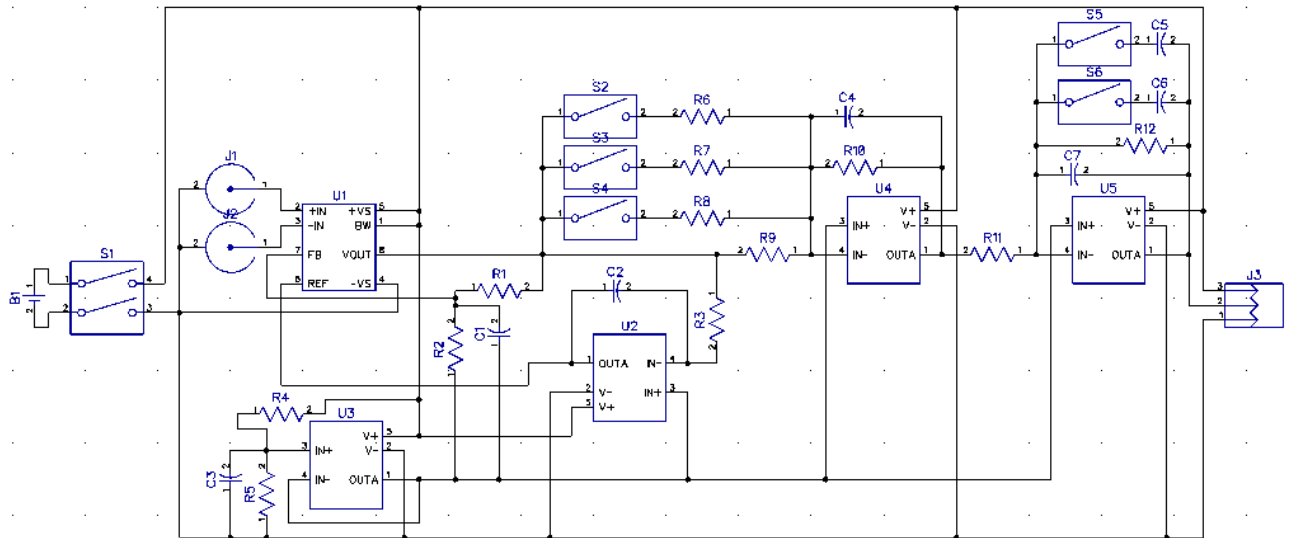 S5
1 2 1 C5 2
S6
1 2 1 C6 2
R12
2 1
C7
1 2
S2
1 2 R6 2 1
S3
1 2 R7 2 1
S4
1 2 R8 2 1
C4
1 2
R10
2 1
J1
2 1
J2
2 1
U1
2 +IN +VS 5
3 -IN BW 1
7 FB VOUT 6
REF -VS 4
S1
1 4
2 3
B1
1
2
R1
1 2
R2
2
1
C1
2
1
C2
1 2
R3
1
2
R9
2 1
U4
3 IN+ V+ 5
V- 2
4 IN- OUTA 1
R11
2 1
U5
3 IN+ V+ 5
V- 2
4 IN- OUTA 1
J3
3
2
1
U2
1 OUTA IN- 4
2 V- IN+ 3
5 V+
R4
1 2
U3
V+ 5
3 IN+ V- 2
4 IN- OUTA 1
C3
2
1
R5
2
1